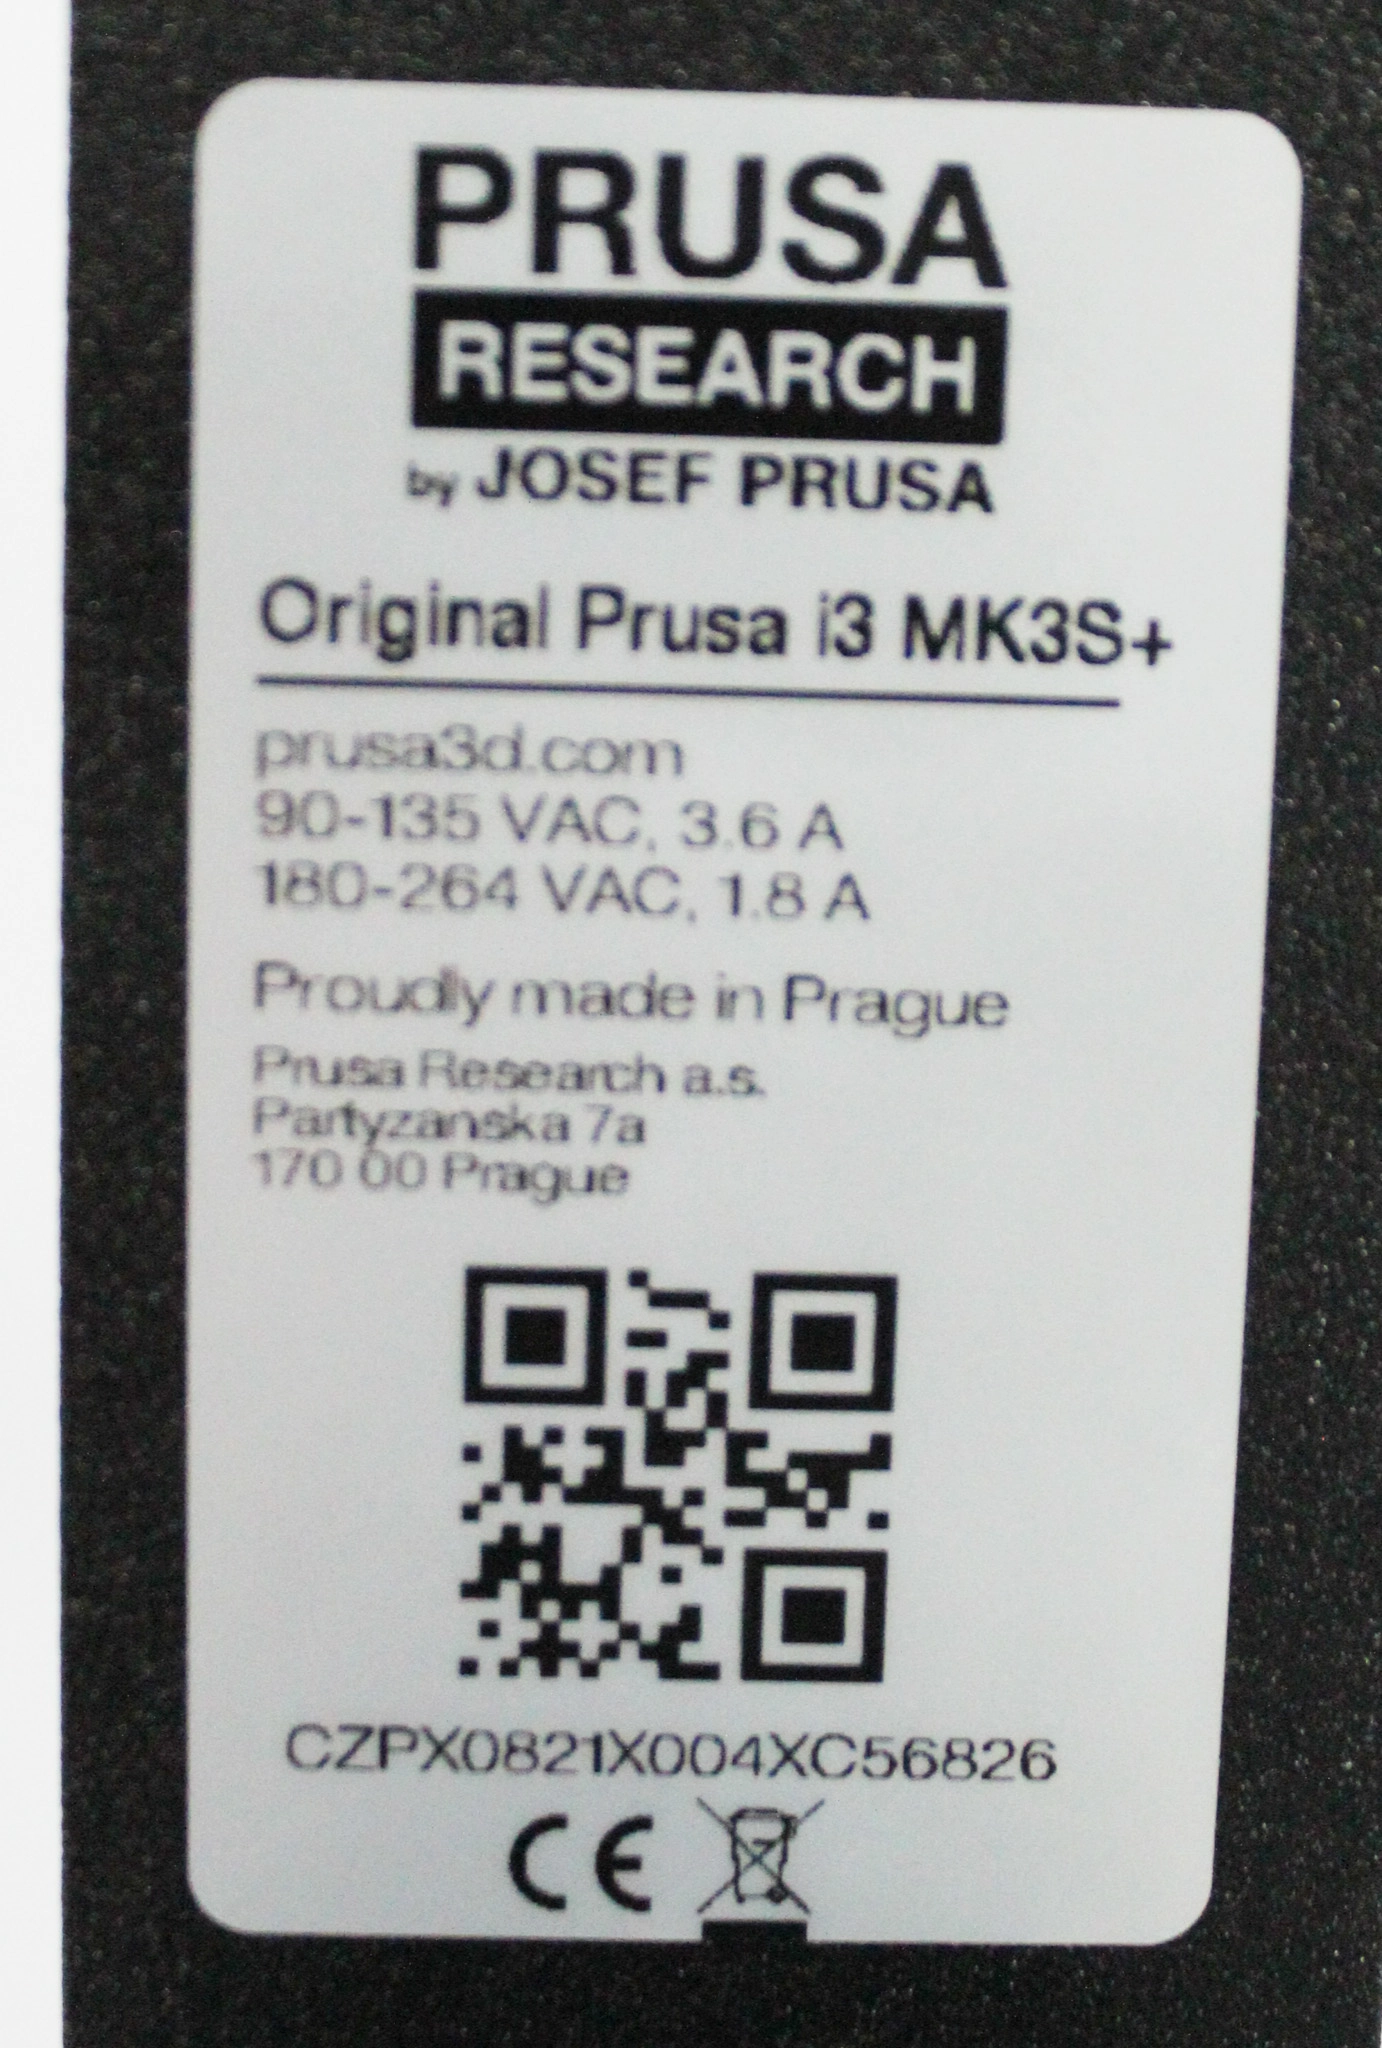 PRUSA
RESEARCH
by JOSEF PRUSA
Original Prusa i3 MK3S+
prusa3d.com
90-135 VAC, 3.6 A
180-264 VAC, 1.8 A
Proudly made in Prague
Prusa Research a.s.
Partyzanska 7a
170 00 Prague
CZPX0821X004XC56826
CE